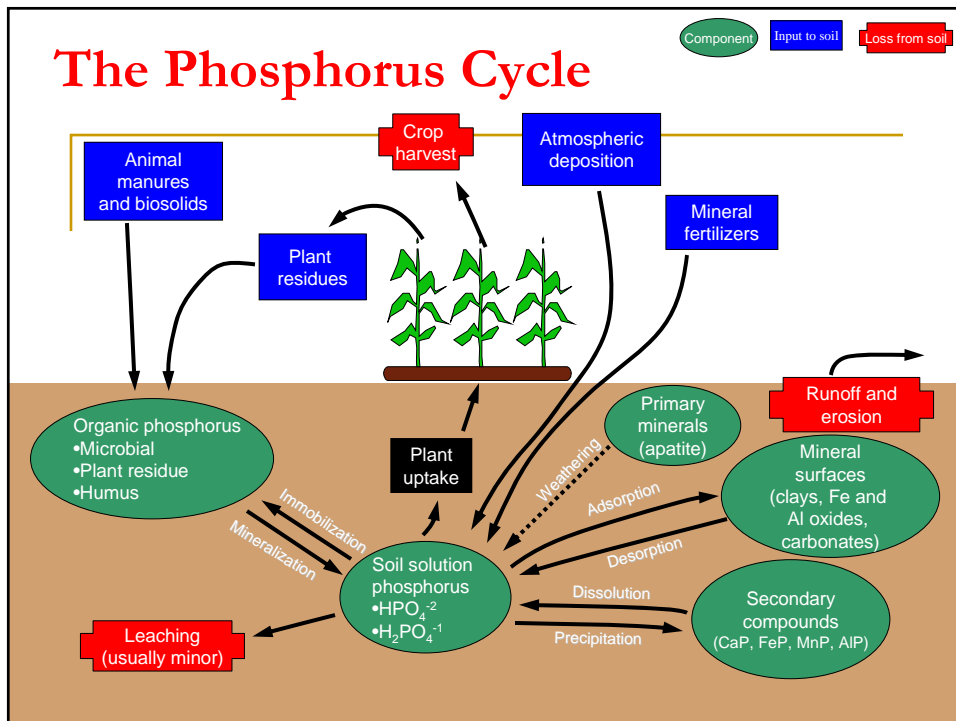 Component
Input to soil
Loss from soil
The Phosphorus Cycle
Crop
harvest
Atmospheric
deposition
Animal
manures
and biosolids
Mineral
fertilizers
Plant
residues
Runoff and
erosion
Primary
minerals
(apatite)
Organic phosphorus
•Microbial
•Plant residue
•Humus
Plant
uptake
Weathering
Mineral
surfaces
(clays, Fe and
Al oxides,
carbonates)
Adsorption
Desorption
Immobilization
Mineralization
Soil solution
phosphorus
•HPO₄⁻²
•H₂PO₄⁻¹
Dissolution
Precipitation
Secondary
compounds
(CaP, FeP, MnP, AlP)
Leaching
(usually minor)